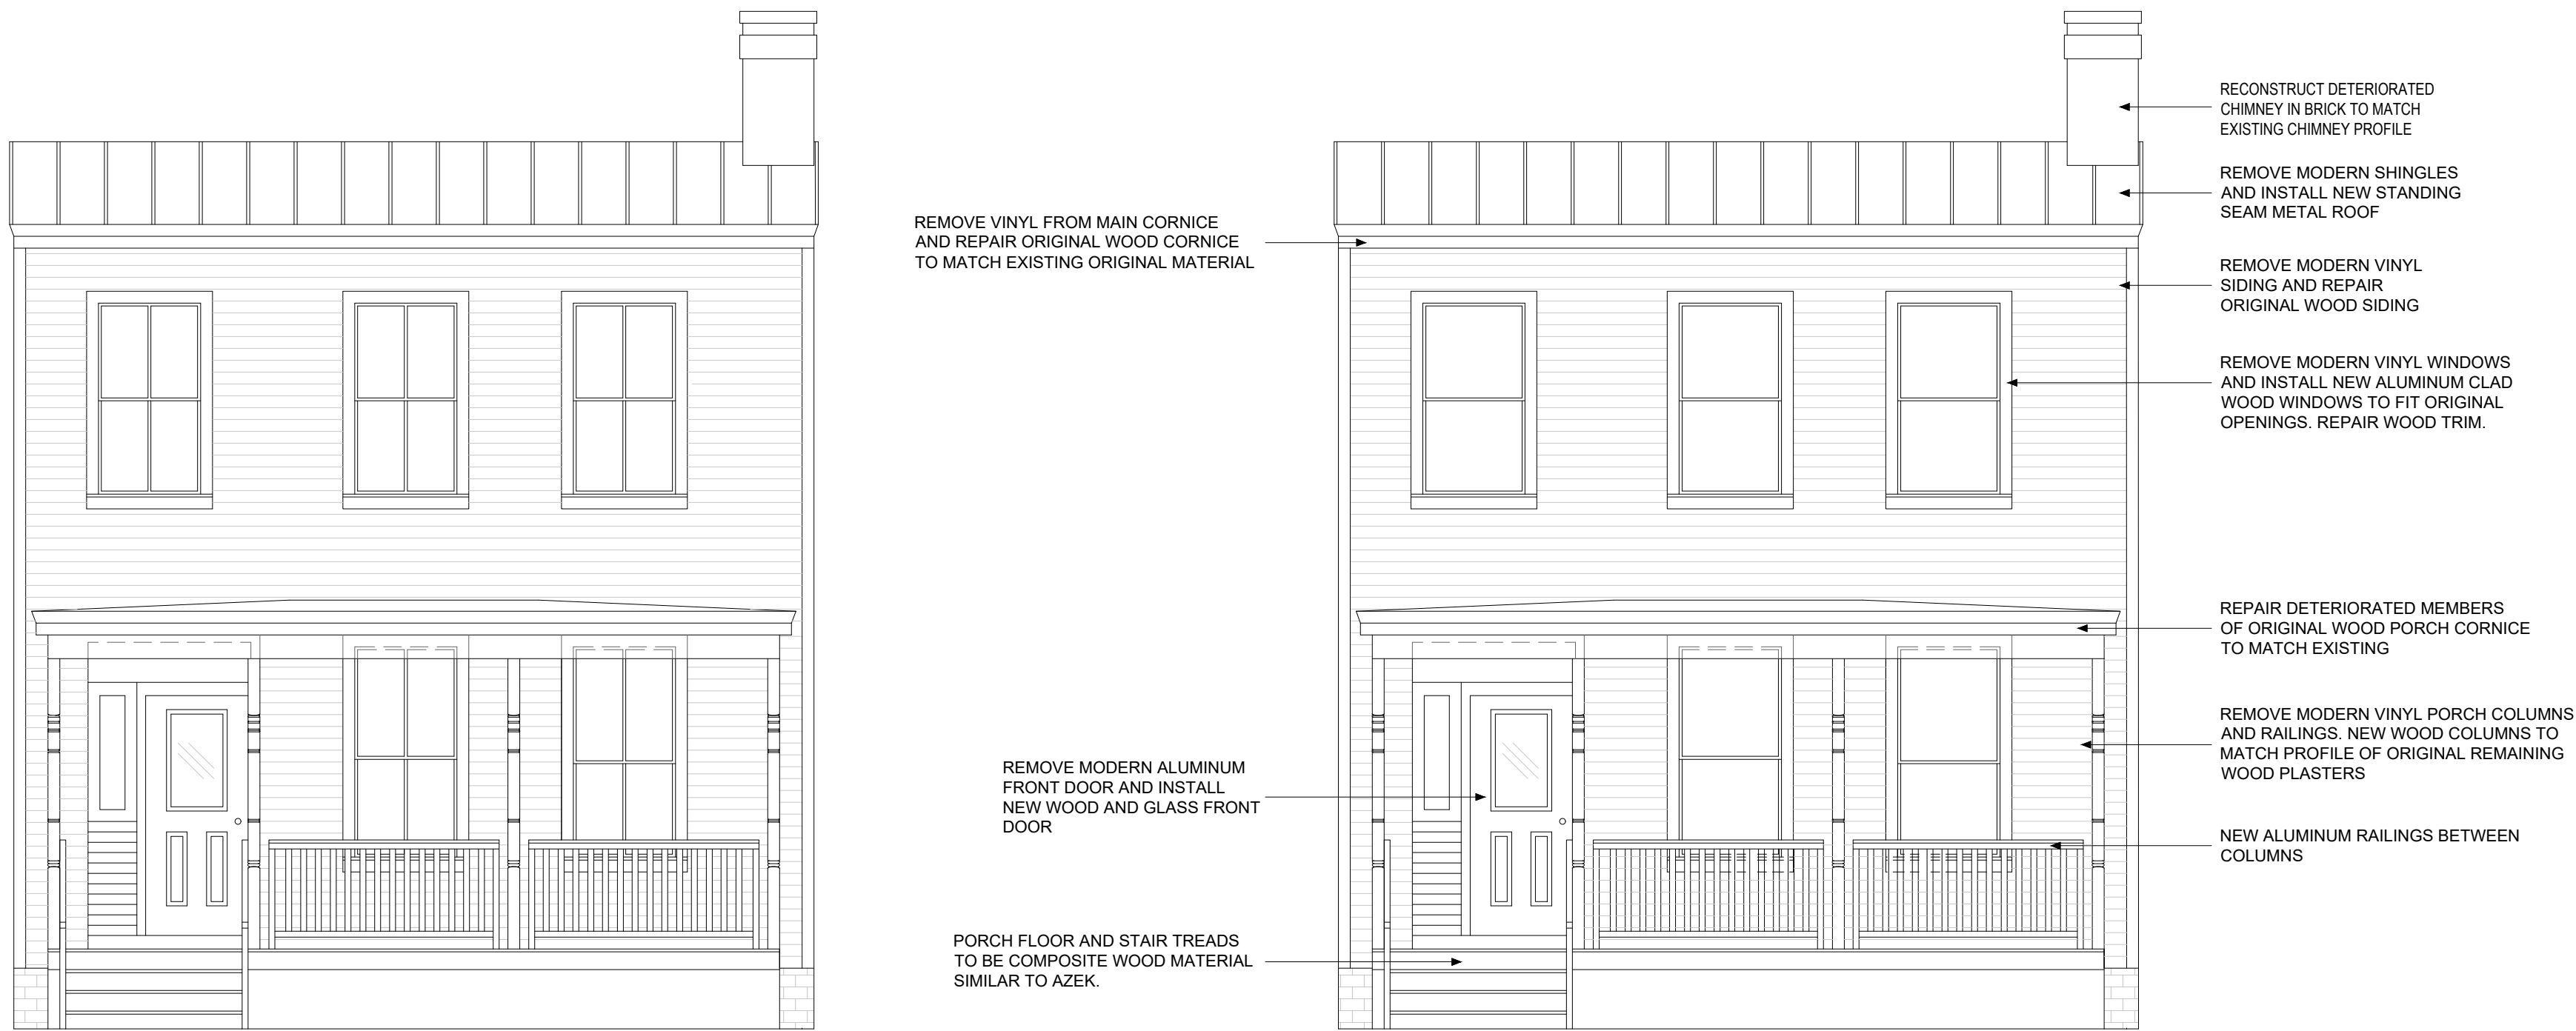 REMOVE VINYL FROM MAIN CORNICE
AND REPAIR ORIGINAL WOOD CORNICE
TO MATCH EXISTING ORIGINAL MATERIAL
REMOVE MODERN ALUMINUM
FRONT DOOR AND INSTALL
NEW WOOD AND GLASS FRONT
DOOR
PORCH FLOOR AND STAIR TREADS
TO BE COMPOSITE WOOD MATERIAL
SIMILAR TO AZEK.
RECONSTRUCT DETERIORATED
CHIMNEY IN BRICK TO MATCH
EXISTING CHIMNEY PROFILE
REMOVE MODERN SHINGLES
AND INSTALL NEW STANDING
SEAM METAL ROOF
REMOVE MODERN VINYL
SIDING AND REPAIR
ORIGINAL WOOD SIDING
REMOVE MODERN VINYL WINDOWS
AND INSTALL NEW ALUMINUM CLAD
WOOD WINDOWS TO FIT ORIGINAL
OPENINGS. REPAIR WOOD TRIM.
REPAIR DETERIORATED MEMBERS
OF ORIGINAL WOOD PORCH CORNICE
TO MATCH EXISTING
REMOVE MODERN VINYL PORCH COLUMNS
AND RAILINGS. NEW WOOD COLUMNS TO
MATCH PROFILE OF ORIGINAL REMAINING
WOOD PLASTERS
NEW ALUMINUM RAILINGS BETWEEN
COLUMNS